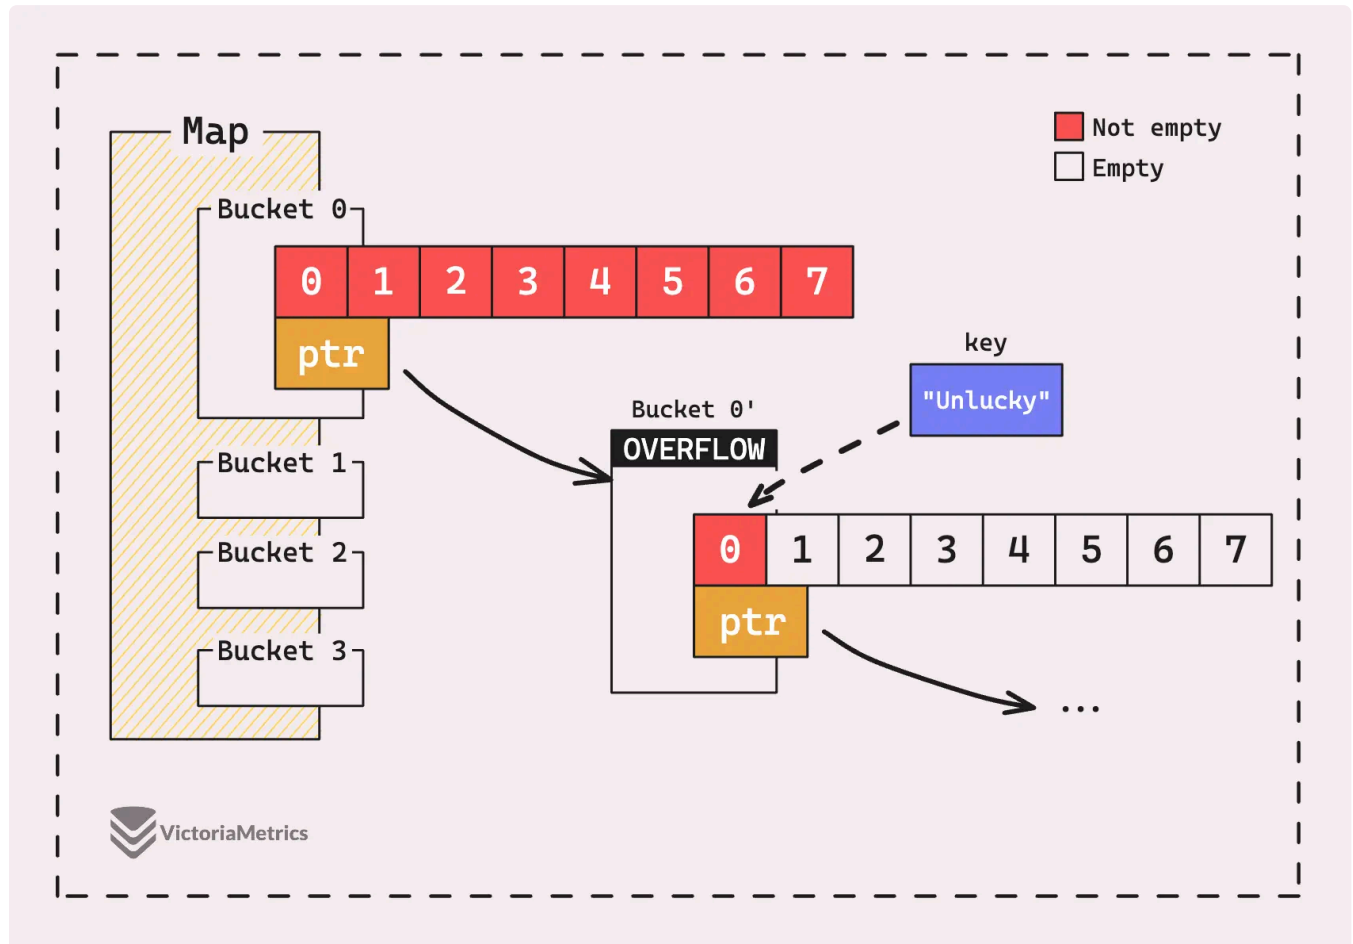 Map
Not empty
Empty
Bucket 0
0 1 2 3 4 5 6 7
ptr
key
"Unlucky"
Bucket 0'
OVERFLOW
Bucket 1
0 1 2 3 4 5 6 7
Bucket 2
ptr
Bucket 3
...
VictoriaMetrics